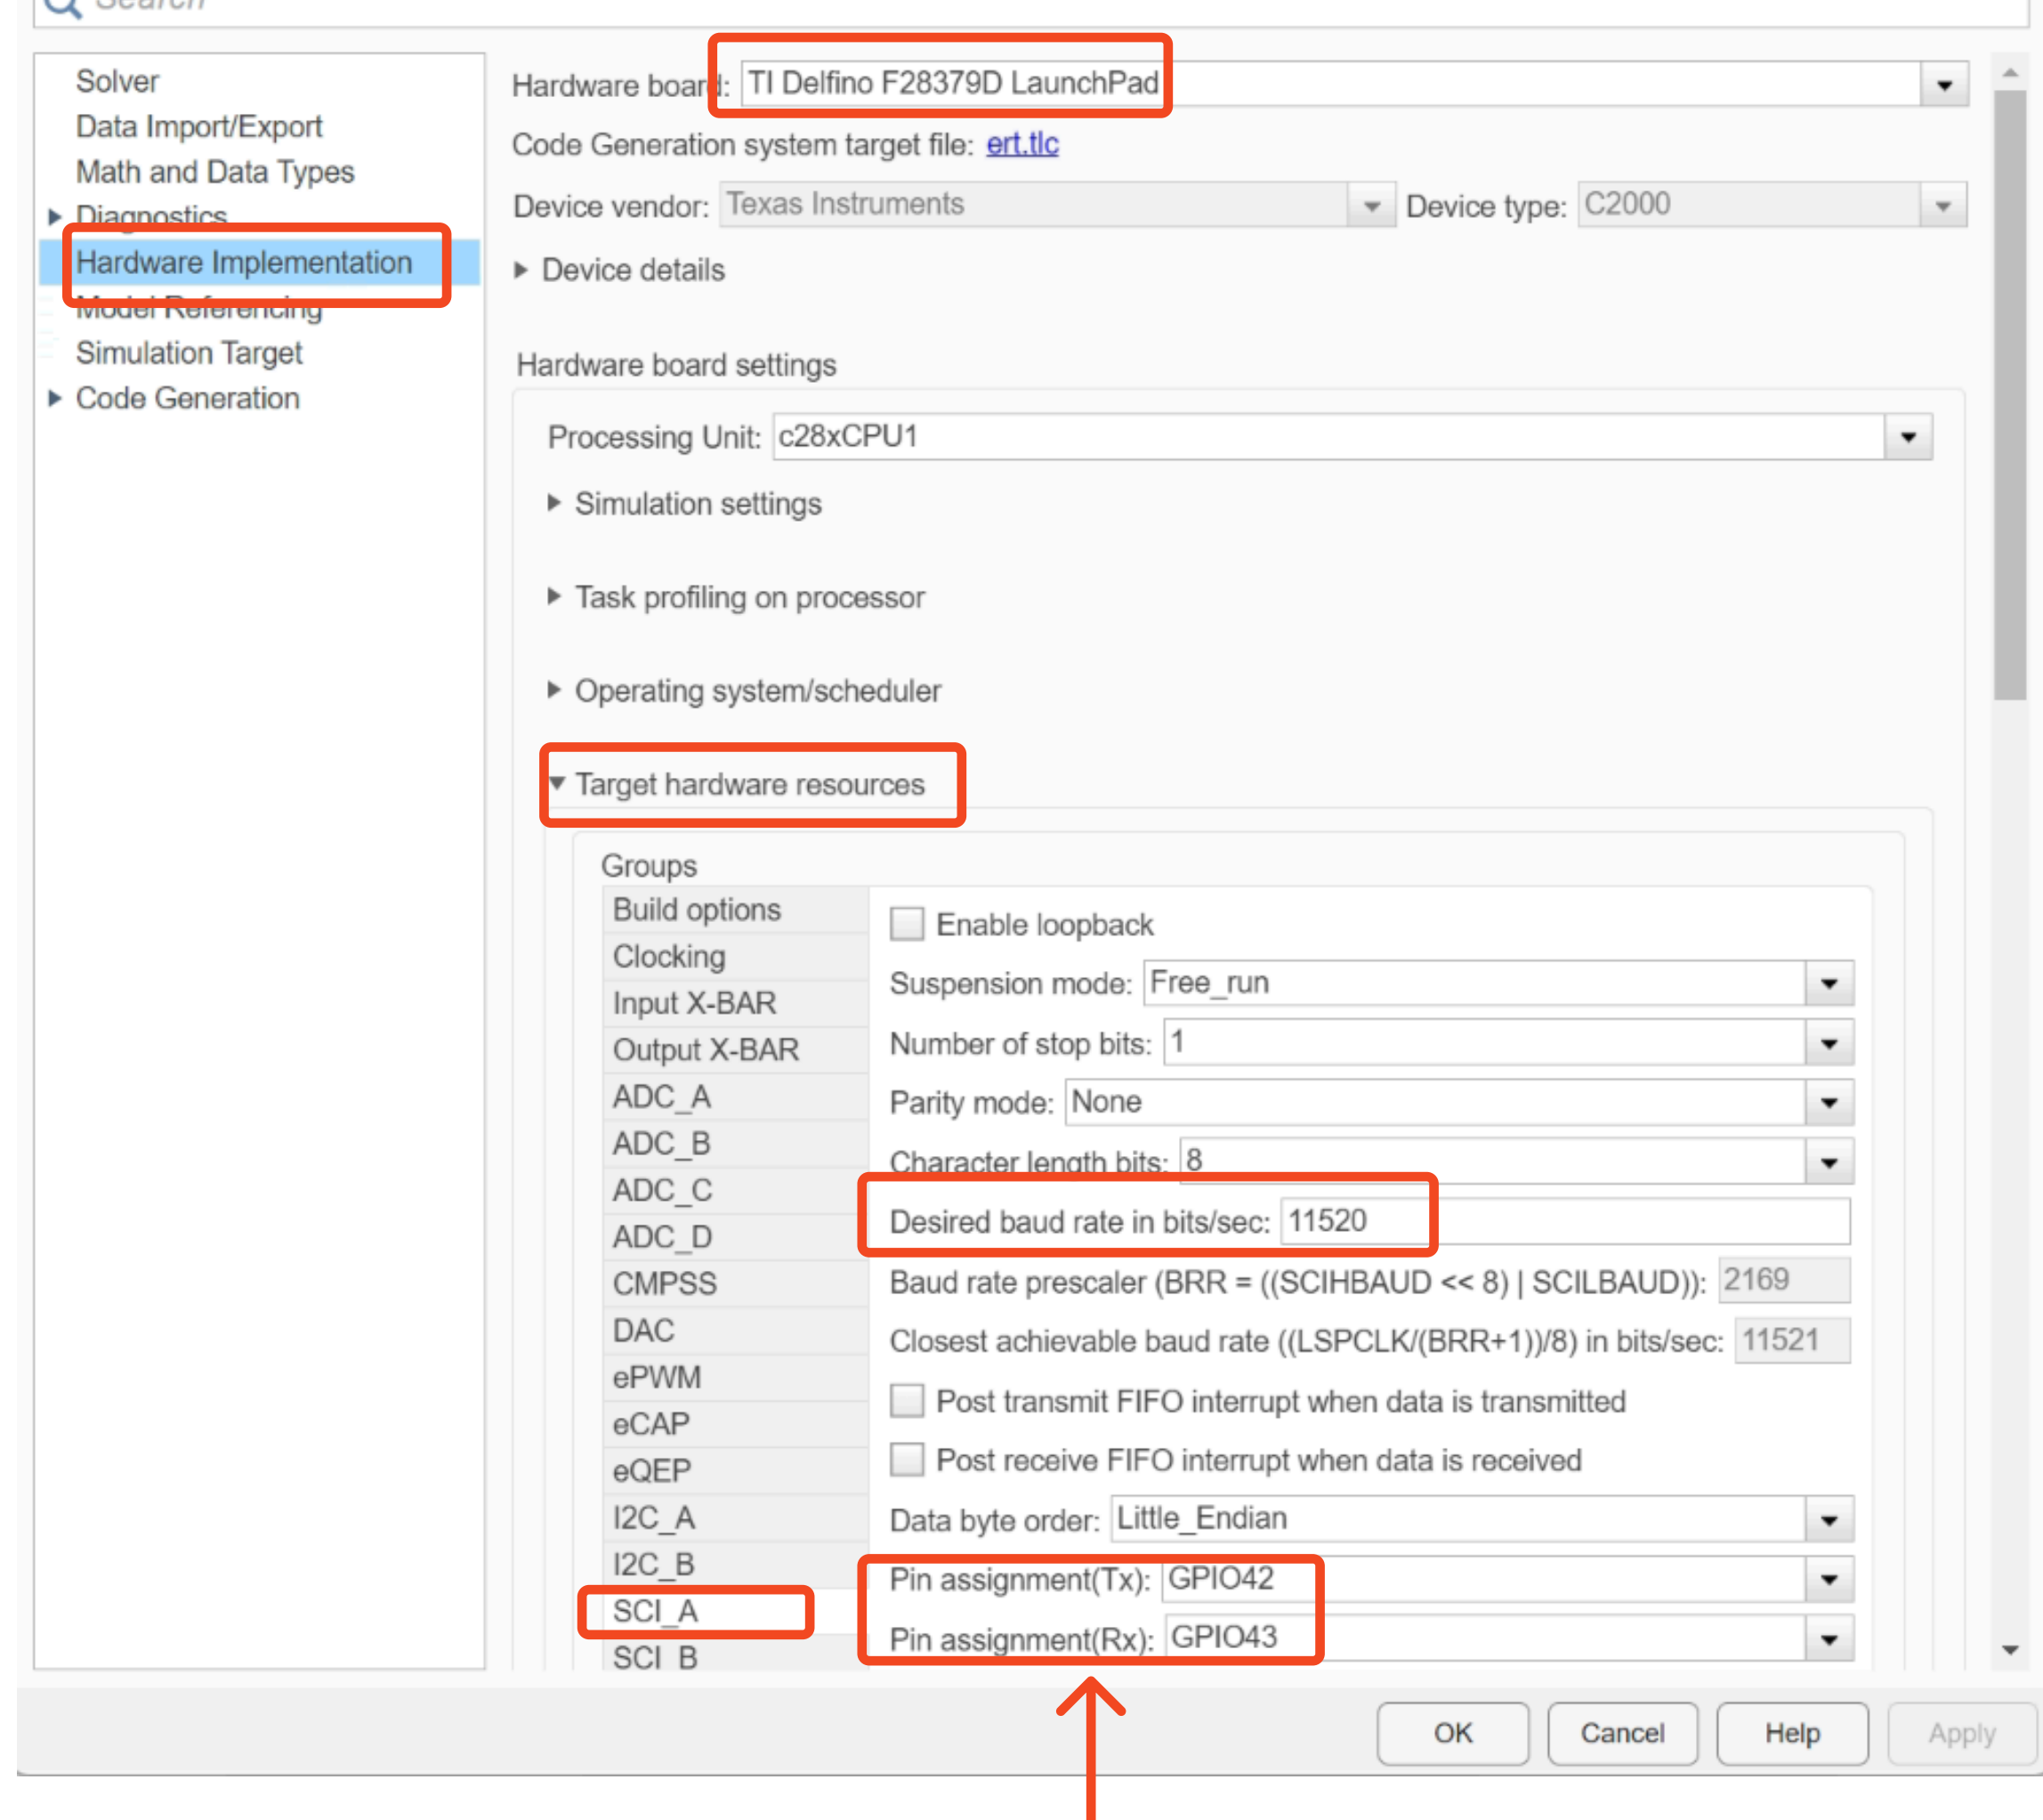 Search
Solver
Data Import/Export
Math and Data Types
Diagnostics
Hardware Implementation
Model Referencing
Simulation Target
Code Generation
Hardware board: TI Delfino F28379D LaunchPad
Code Generation system target file: ert.tlc
Device vendor: Texas Instruments Device type: C2000
Device details
Hardware board settings
Processing Unit: c28xCPU1
Simulation settings
Task profiling on processor
Operating system/scheduler
Target hardware resources
Groups
Build options
Clocking
Input X-BAR
Output X-BAR
ADC_A
ADC_B
ADC_C
ADC_D
CMPSS
DAC
ePWM
eCAP
eQEP
I2C_A
I2C_B
SCI_A
SCI_B
Enable loopback
Suspension mode: Free_run
Number of stop bits: 1
Parity mode: None
Character length bits: 8
Desired baud rate in bits/sec: 11520
Baud rate prescaler (BRR = ((SCIHBAUD << 8) | SCILBAUD)): 2169
Closest achievable baud rate ((LSPCLK/(BRR+1))/8) in bits/sec: 11521
Post transmit FIFO interrupt when data is transmitted
Post receive FIFO interrupt when data is received
Data byte order: Little_Endian
Pin assignment(Tx): GPIO42
Pin assignment(Rx): GPIO43
OK Cancel Help Apply